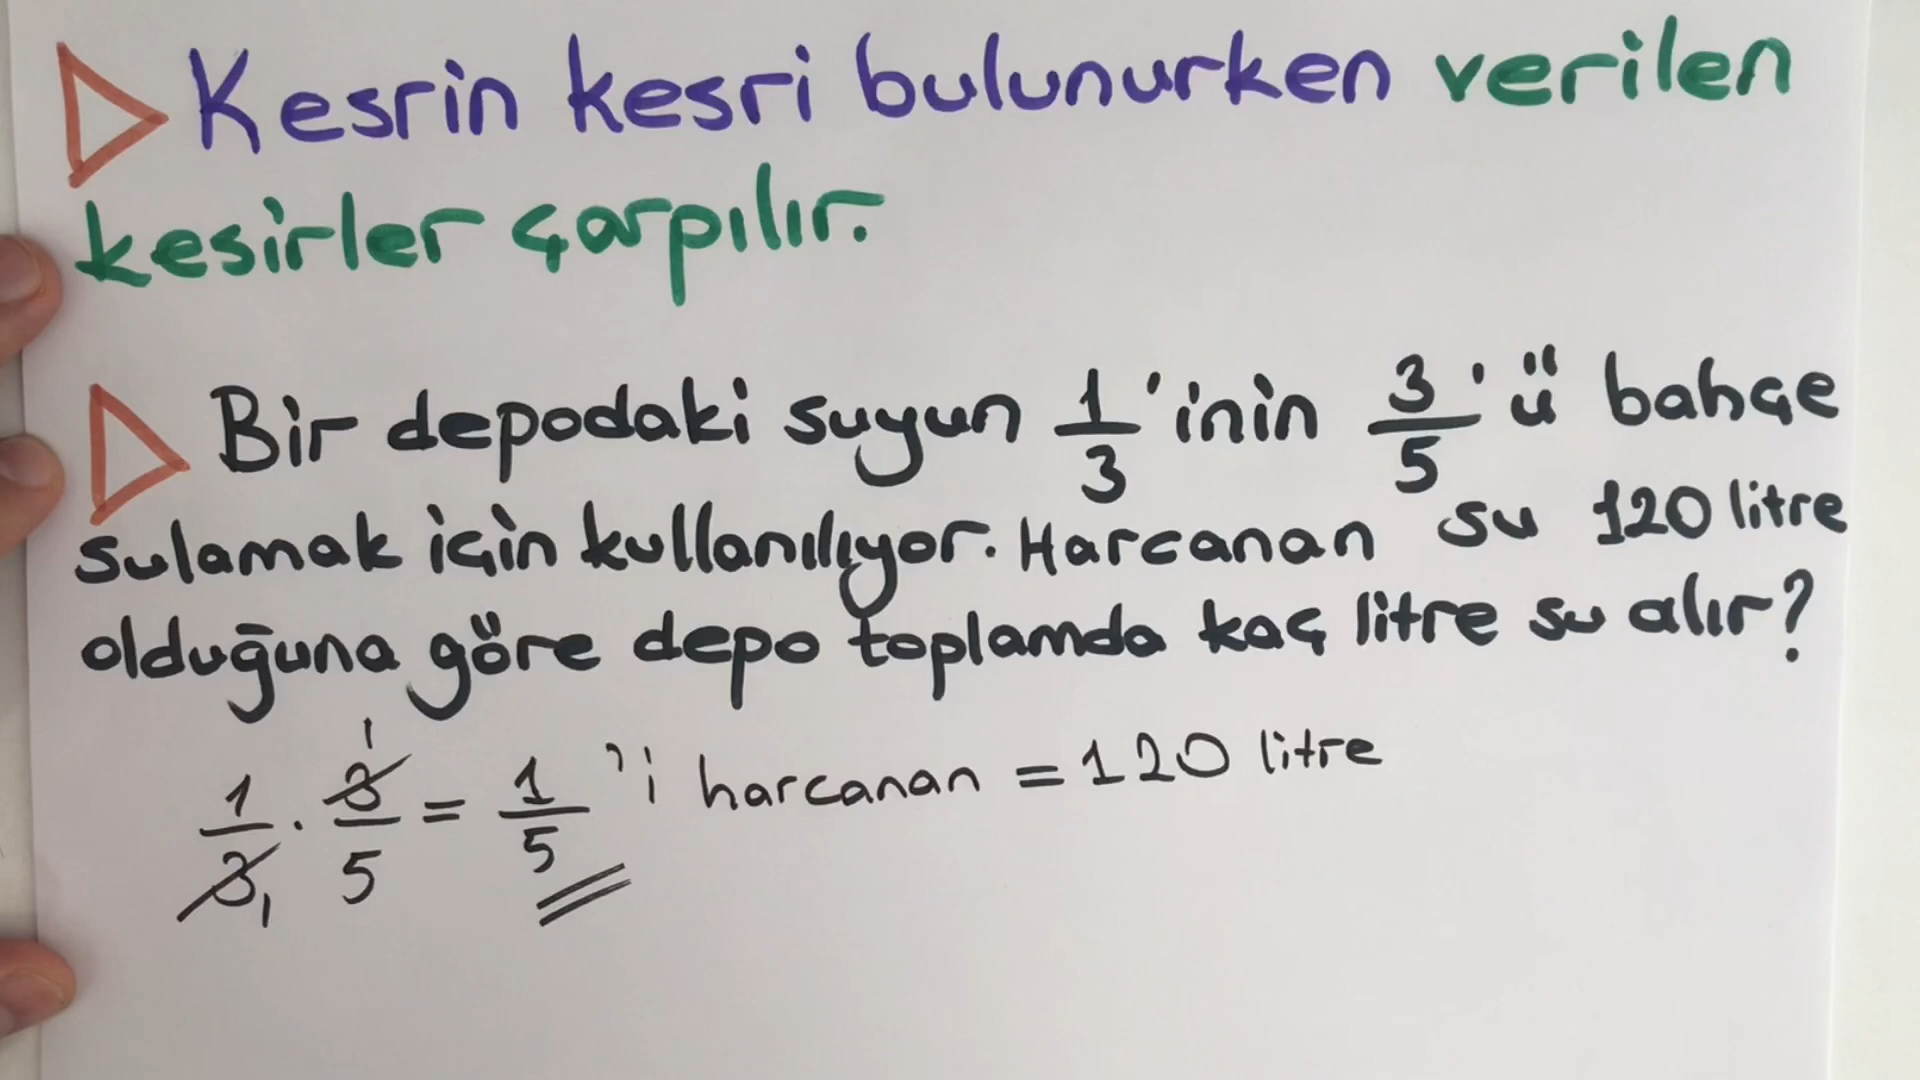 Kesrin kesri bulunurken verilen
kesirler çarpılır.
Bir depodaki suyun 1/3 'inin 3/5 'ü bahçe
sulamak için kullanılıyor. Harcanan su 120 litre
olduğuna göre depo toplamda kaç litre su alır?
1/3 1 . 3/5 1 = 1/5 'i harcanan = 120 litre